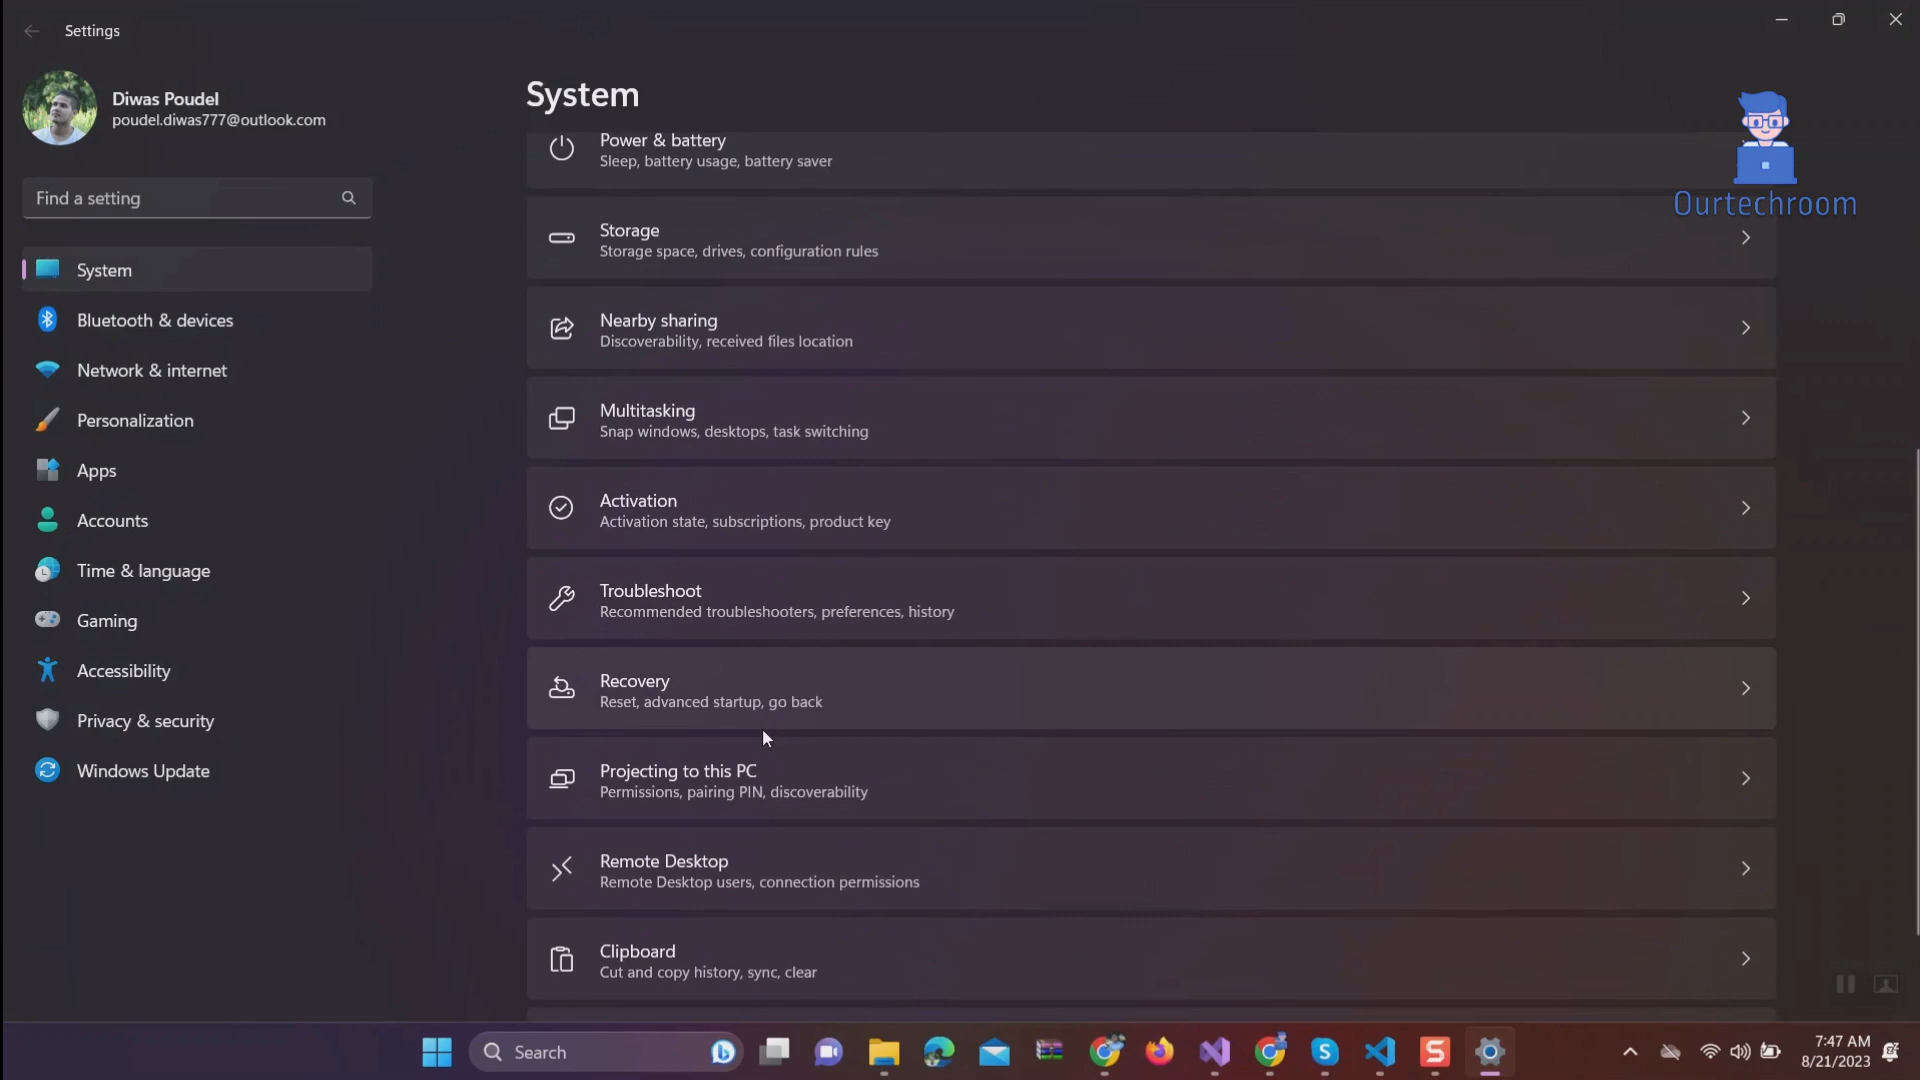 Settings
Diwas Poudel
poudel.diwas777@outlook.com
Find a setting
System
Bluetooth & devices
Network & internet
Personalization
Apps
Accounts
Time & language
Gaming
Accessibility
Privacy & security
Windows Update
System
Power & battery
Sleep, battery usage, battery saver
Storage
Storage space, drives, configuration rules
Nearby sharing
Discoverability, received files location
Multitasking
Snap windows, desktops, task switching
Activation
Activation state, subscriptions, product key
Troubleshoot
Recommended troubleshooters, preferences, history
Recovery
Reset, advanced startup, go back
Projecting to this PC
Permissions, pairing PIN, discoverability
Remote Desktop
Remote Desktop users, connection permissions
Clipboard
Cut and copy history, sync, clear
Ourtechroom
Search
7:47 AM
8/21/2023